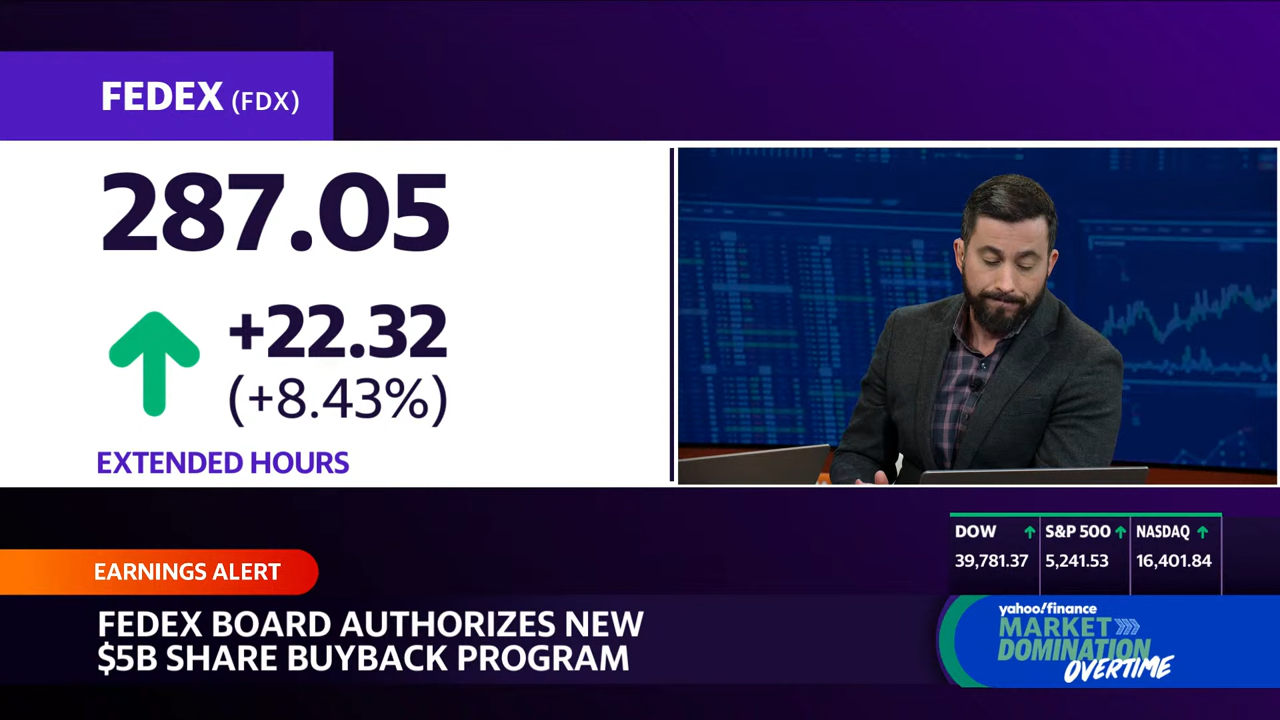 FEDEX (FDX)
287.05
+22.32
(+8.43%)
EXTENDED HOURS
DOW
39,781.37
S&P 500
5,241.53
NASDAQ
16,401.84
EARNINGS ALERT
FEDEX BOARD AUTHORIZES NEW
$5B SHARE BUYBACK PROGRAM
yahoo!finance
MARKET
DOMINATION
OVERTIME